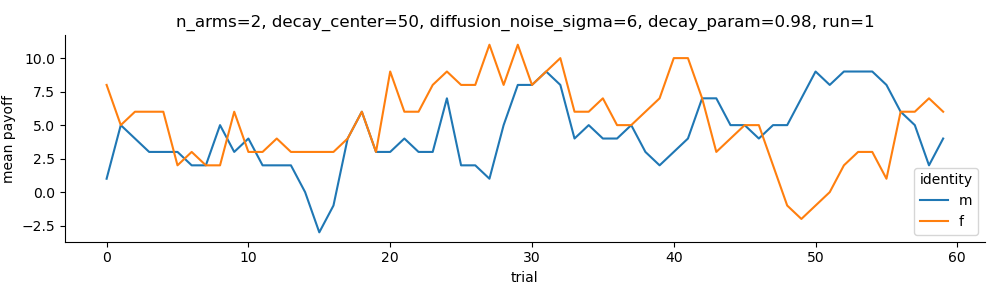 n_arms=2, decay_center=50, diffusion_noise_sigma=6, decay_param=0.98, run=1
mean payoff
10.0
7.5
5.0
2.5
0.0
−2.5
identity
m
f
0 10 20 30 40 50 60
trial